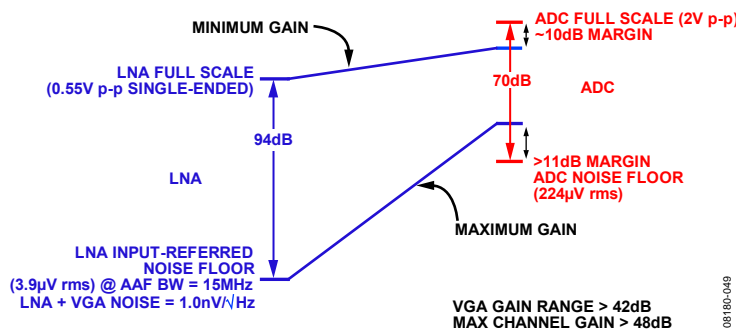 MINIMUM GAIN
ADC FULL SCALE (2V p-p)
~10dB MARGIN
LNA FULL SCALE
(0.55V p-p SINGLE-ENDED)
70dB
ADC
94dB
LNA
>11dB MARGIN
ADC NOISE FLOOR
(224µV rms)
MAXIMUM GAIN
LNA INPUT-REFERRED
NOISE FLOOR
(3.9µV rms) @ AAF BW = 15MHz
LNA + VGA NOISE = 1.0nV/√Hz
VGA GAIN RANGE > 42dB
MAX CHANNEL GAIN > 48dB
08180-049